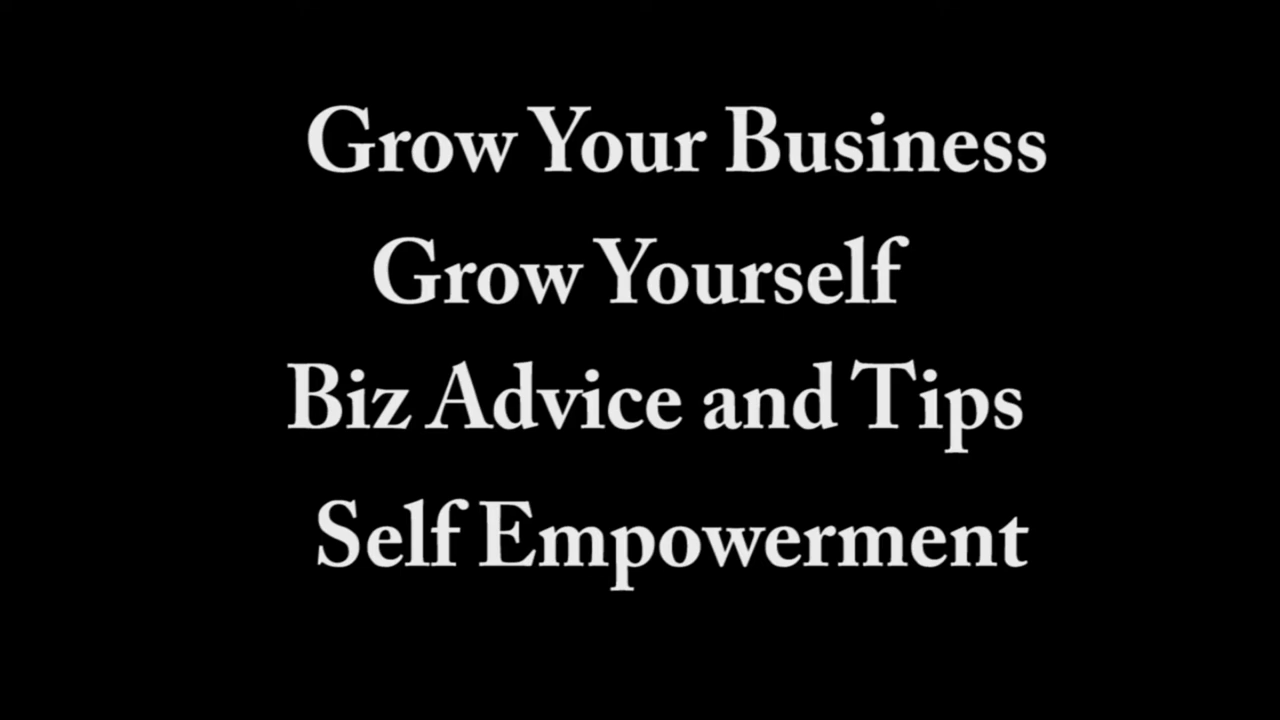 Grow Your Business
Grow Yourself
Biz Advice and Tips
Self Empowerment